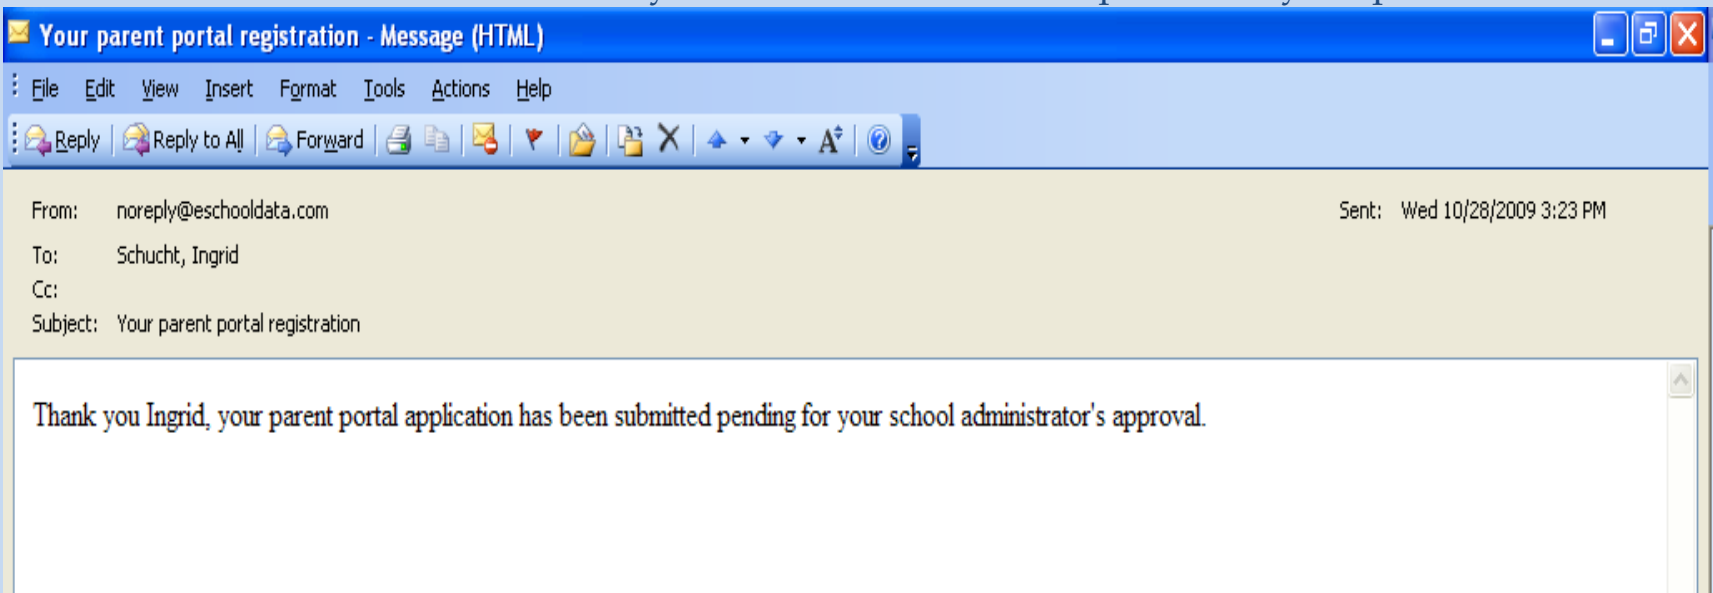 Your parent portal registration - Message (HTML)
File Edit View Insert Format Tools Actions Help
Reply Reply to All Forward
From: noreply@eschooldata.com Sent: Wed 10/28/2009 3:23 PM
To: Schucht, Ingrid
Cc:
Subject: Your parent portal registration
Thank you Ingrid, your parent portal application has been submitted pending for your school administrator's approval.